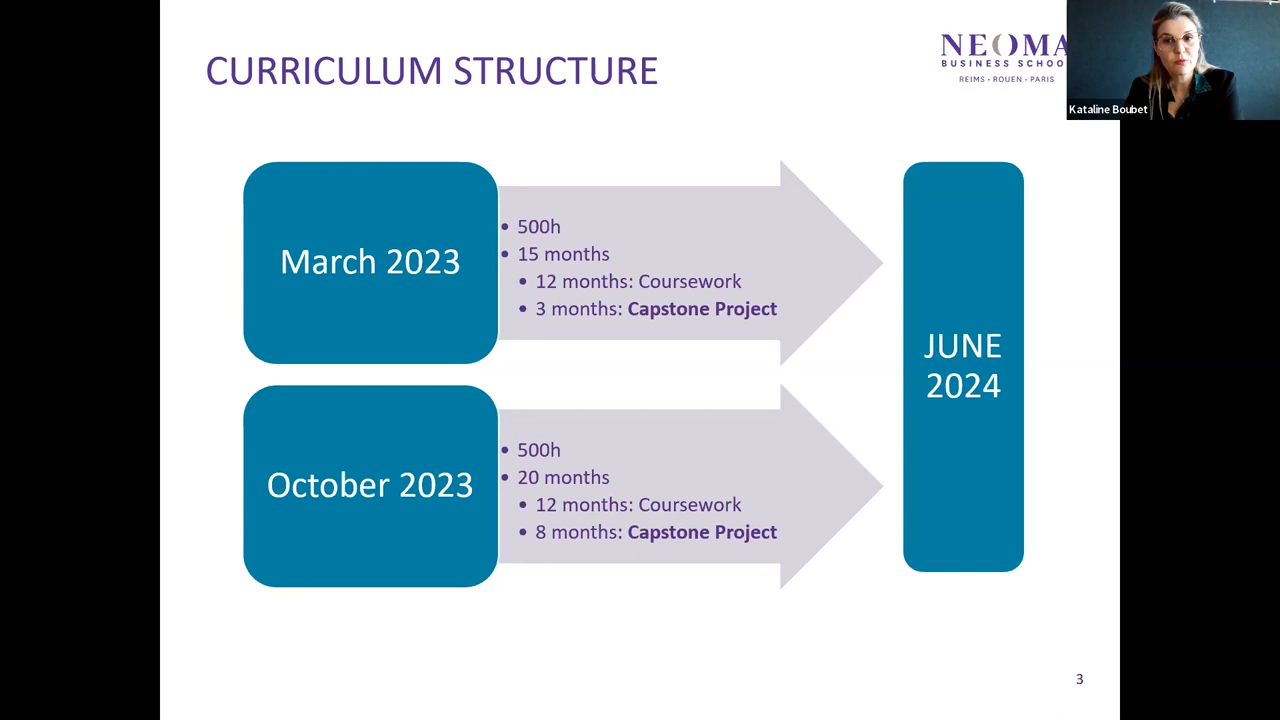 CURRICULUM STRUCTURE
NEOMA
BUSINESS SCHOO
REIMS • ROUEN • PARIS
Kataline Boubet
March 2023
• 500h
• 15 months
• 12 months: Coursework
• 3 months: Capstone Project
October 2023
• 500h
• 20 months
• 12 months: Coursework
• 8 months: Capstone Project
JUNE
2024
3